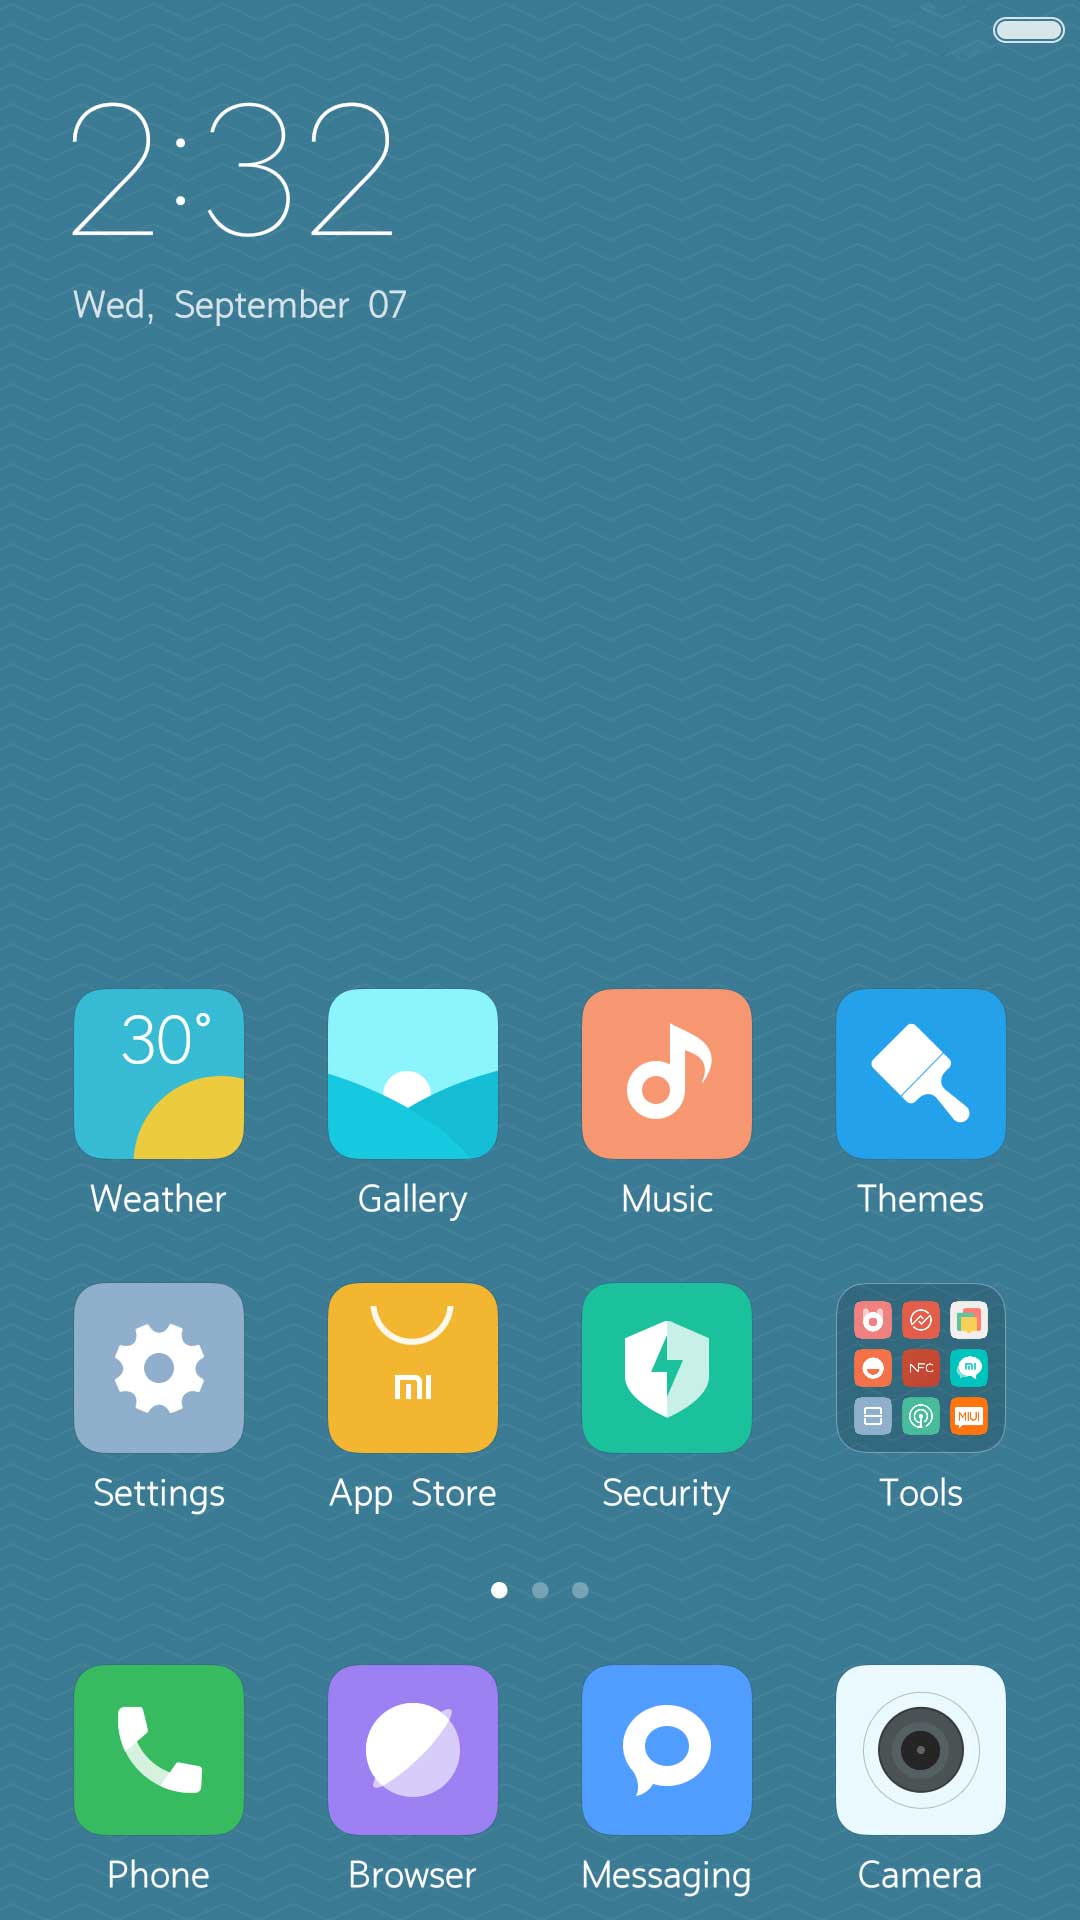 2:32
Wed, September 07
30°
Weather Gallery Music Themes
mi
NFC
mi
MIUI
Settings App Store Security Tools
Phone Browser Messaging Camera